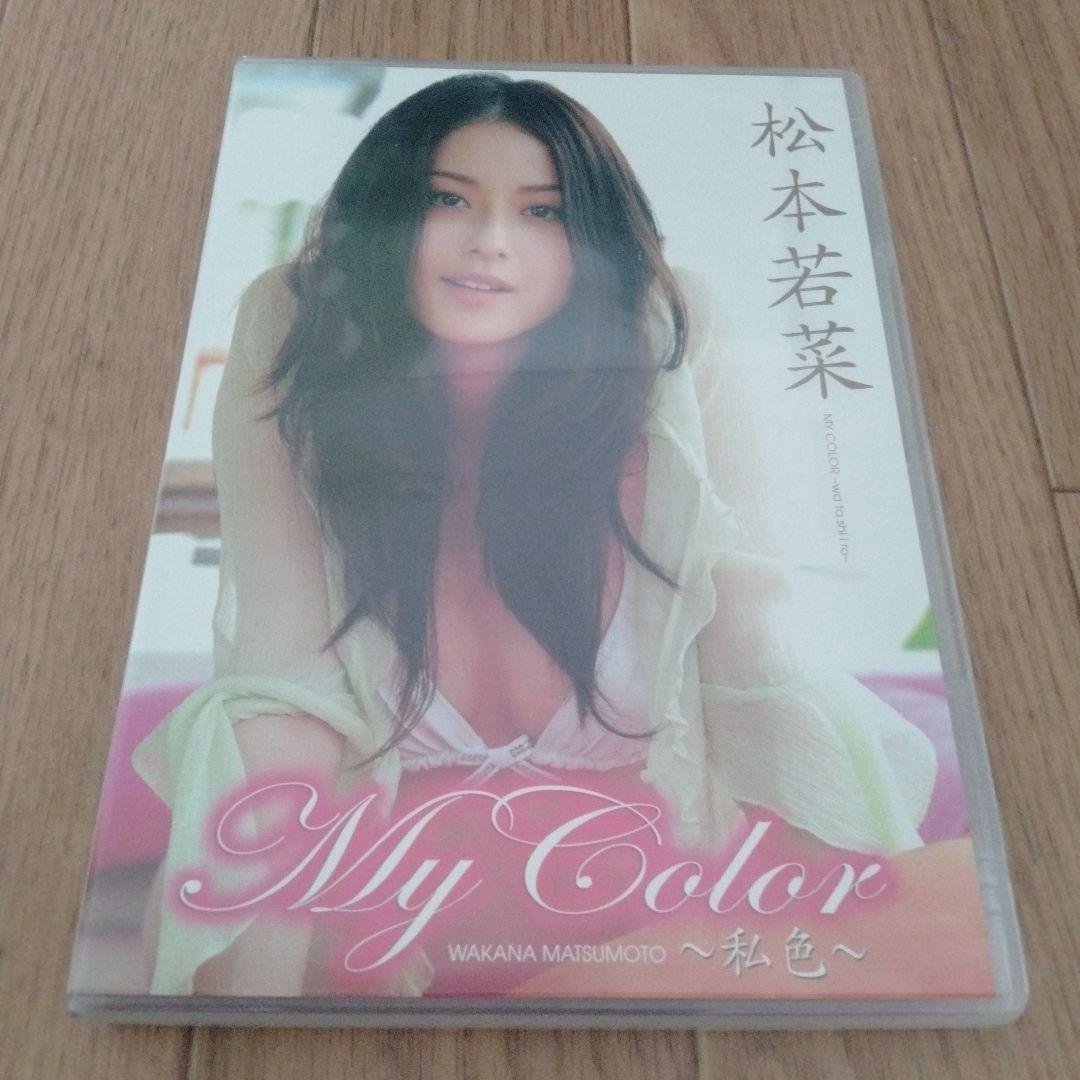 松本若菜
MY COLOR ~wa ta shi i ro~
My Color
WAKANA MATSUMOTO ～私色～